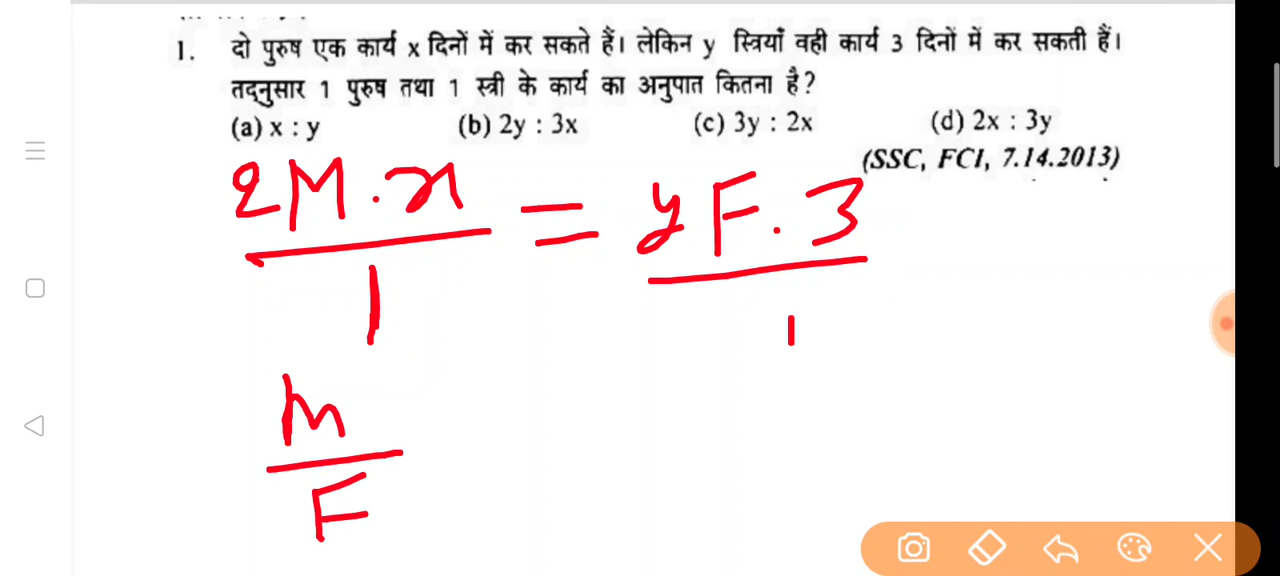 1. दो पुरुष एक कार्य x दिनों में कर सकते हैं। लेकिन y स्त्रियाँ वही कार्य 3 दिनों में कर सकती हैं।
तद्नुसार 1 पुरुष तथा 1 स्त्री के कार्य का अनुपात कितना है?
(a) x : y (b) 2y : 3x (c) 3y : 2x (d) 2x : 3y
(SSC, FCI, 7.14.2013)
2M.x = yF.3
1 1
M
F